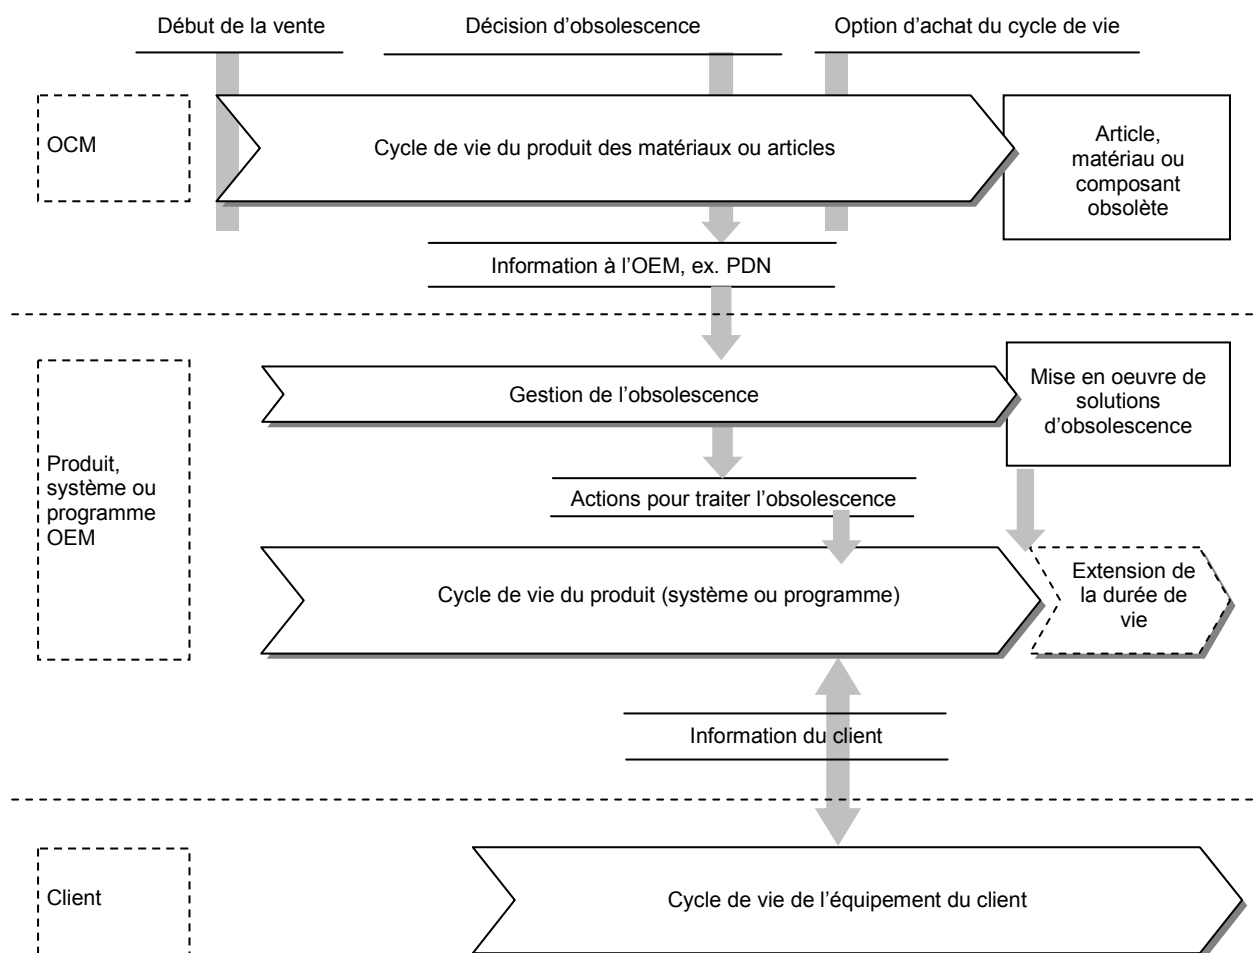 Début de la vente
Décision d’obsolescence
Option d’achat du cycle de vie
OCM
Cycle de vie du produit des matériaux ou articles
Article,
matériau ou
composant
obsolète
Information à l’OEM, ex. PDN
Gestion de l’obsolescence
Mise en oeuvre de
solutions
d’obsolescence
Produit,
système ou
programme
OEM
Actions pour traiter l’obsolescence
Cycle de vie du produit (système ou programme)
Extension de
la durée de
vie
Information du client
Client
Cycle de vie de l’équipement du client